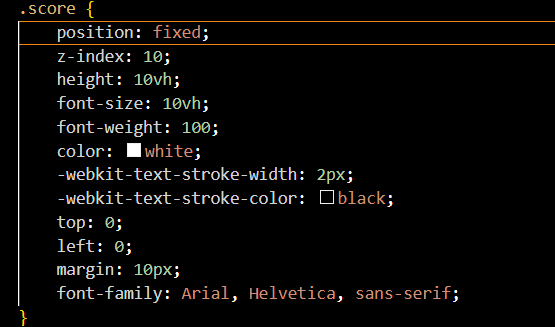 .score {
position: fixed;
z-index: 10;
height: 10vh;
font-size: 10vh;
font-weight: 100;
color: white;
-webkit-text-stroke-width: 2px;
-webkit-text-stroke-color: black;
top: 0;
left: 0;
margin: 10px;
font-family: Arial, Helvetica, sans-serif;
}